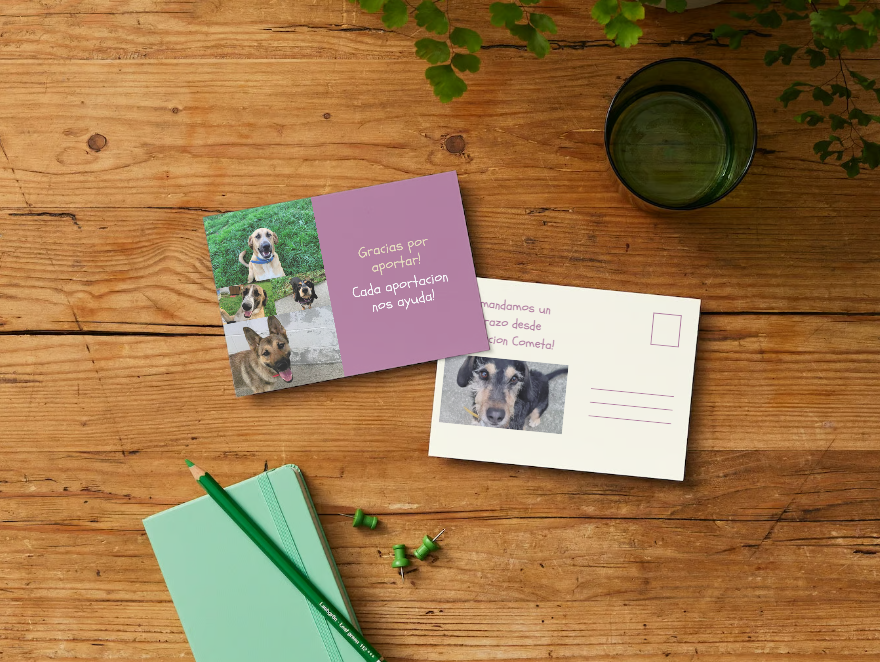 Gracias por
aportar!
Cada aportacion
nos ayuda!
mandamos un
razo desde
cion Cometa!